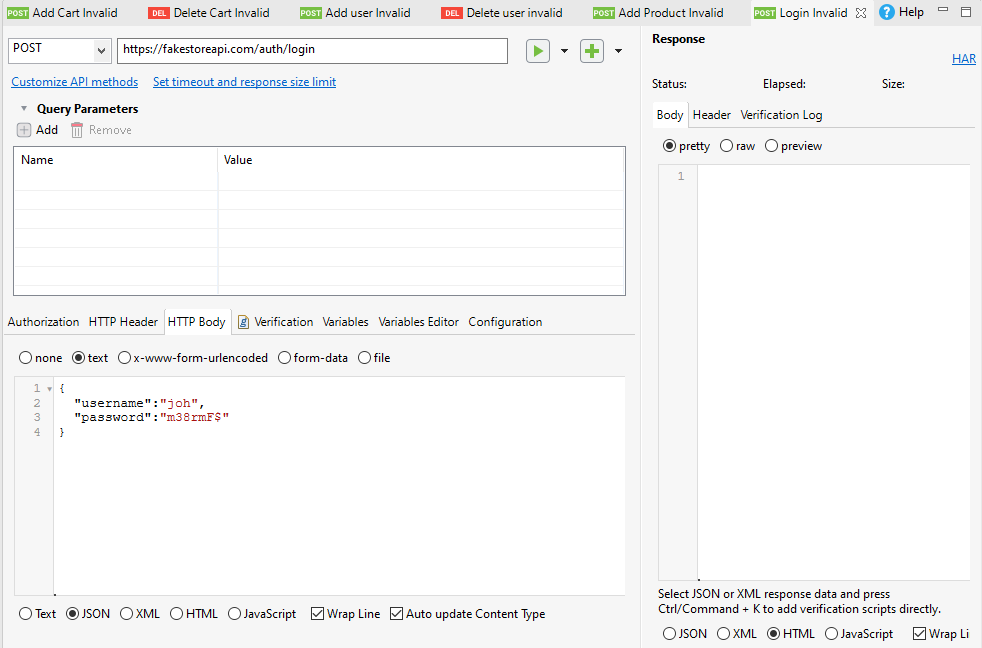 POST Add Cart Invalid DEL Delete Cart Invalid POST Add user Invalid DEL Delete user invalid POST Add Product Invalid POST Login Invalid ? Help
POST https://fakestoreapi.com/auth/login
Customize API methods Set timeout and response size limit
Query Parameters
Add Remove
Name Value
Authorization HTTP Header HTTP Body Verification Variables Variables Editor Configuration
none text x-www-form-urlencoded form-data file
1 {
2 "username":"joh",
3 "password":"m38rmF$"
4 }
Text JSON XML HTML JavaScript Wrap Line Auto update Content Type
Response
HAR
Status: Elapsed: Size:
Body Header Verification Log
pretty raw preview
1
Select JSON or XML response data and press
Ctrl/Command + K to add verification scripts directly.
JSON XML HTML JavaScript Wrap Li